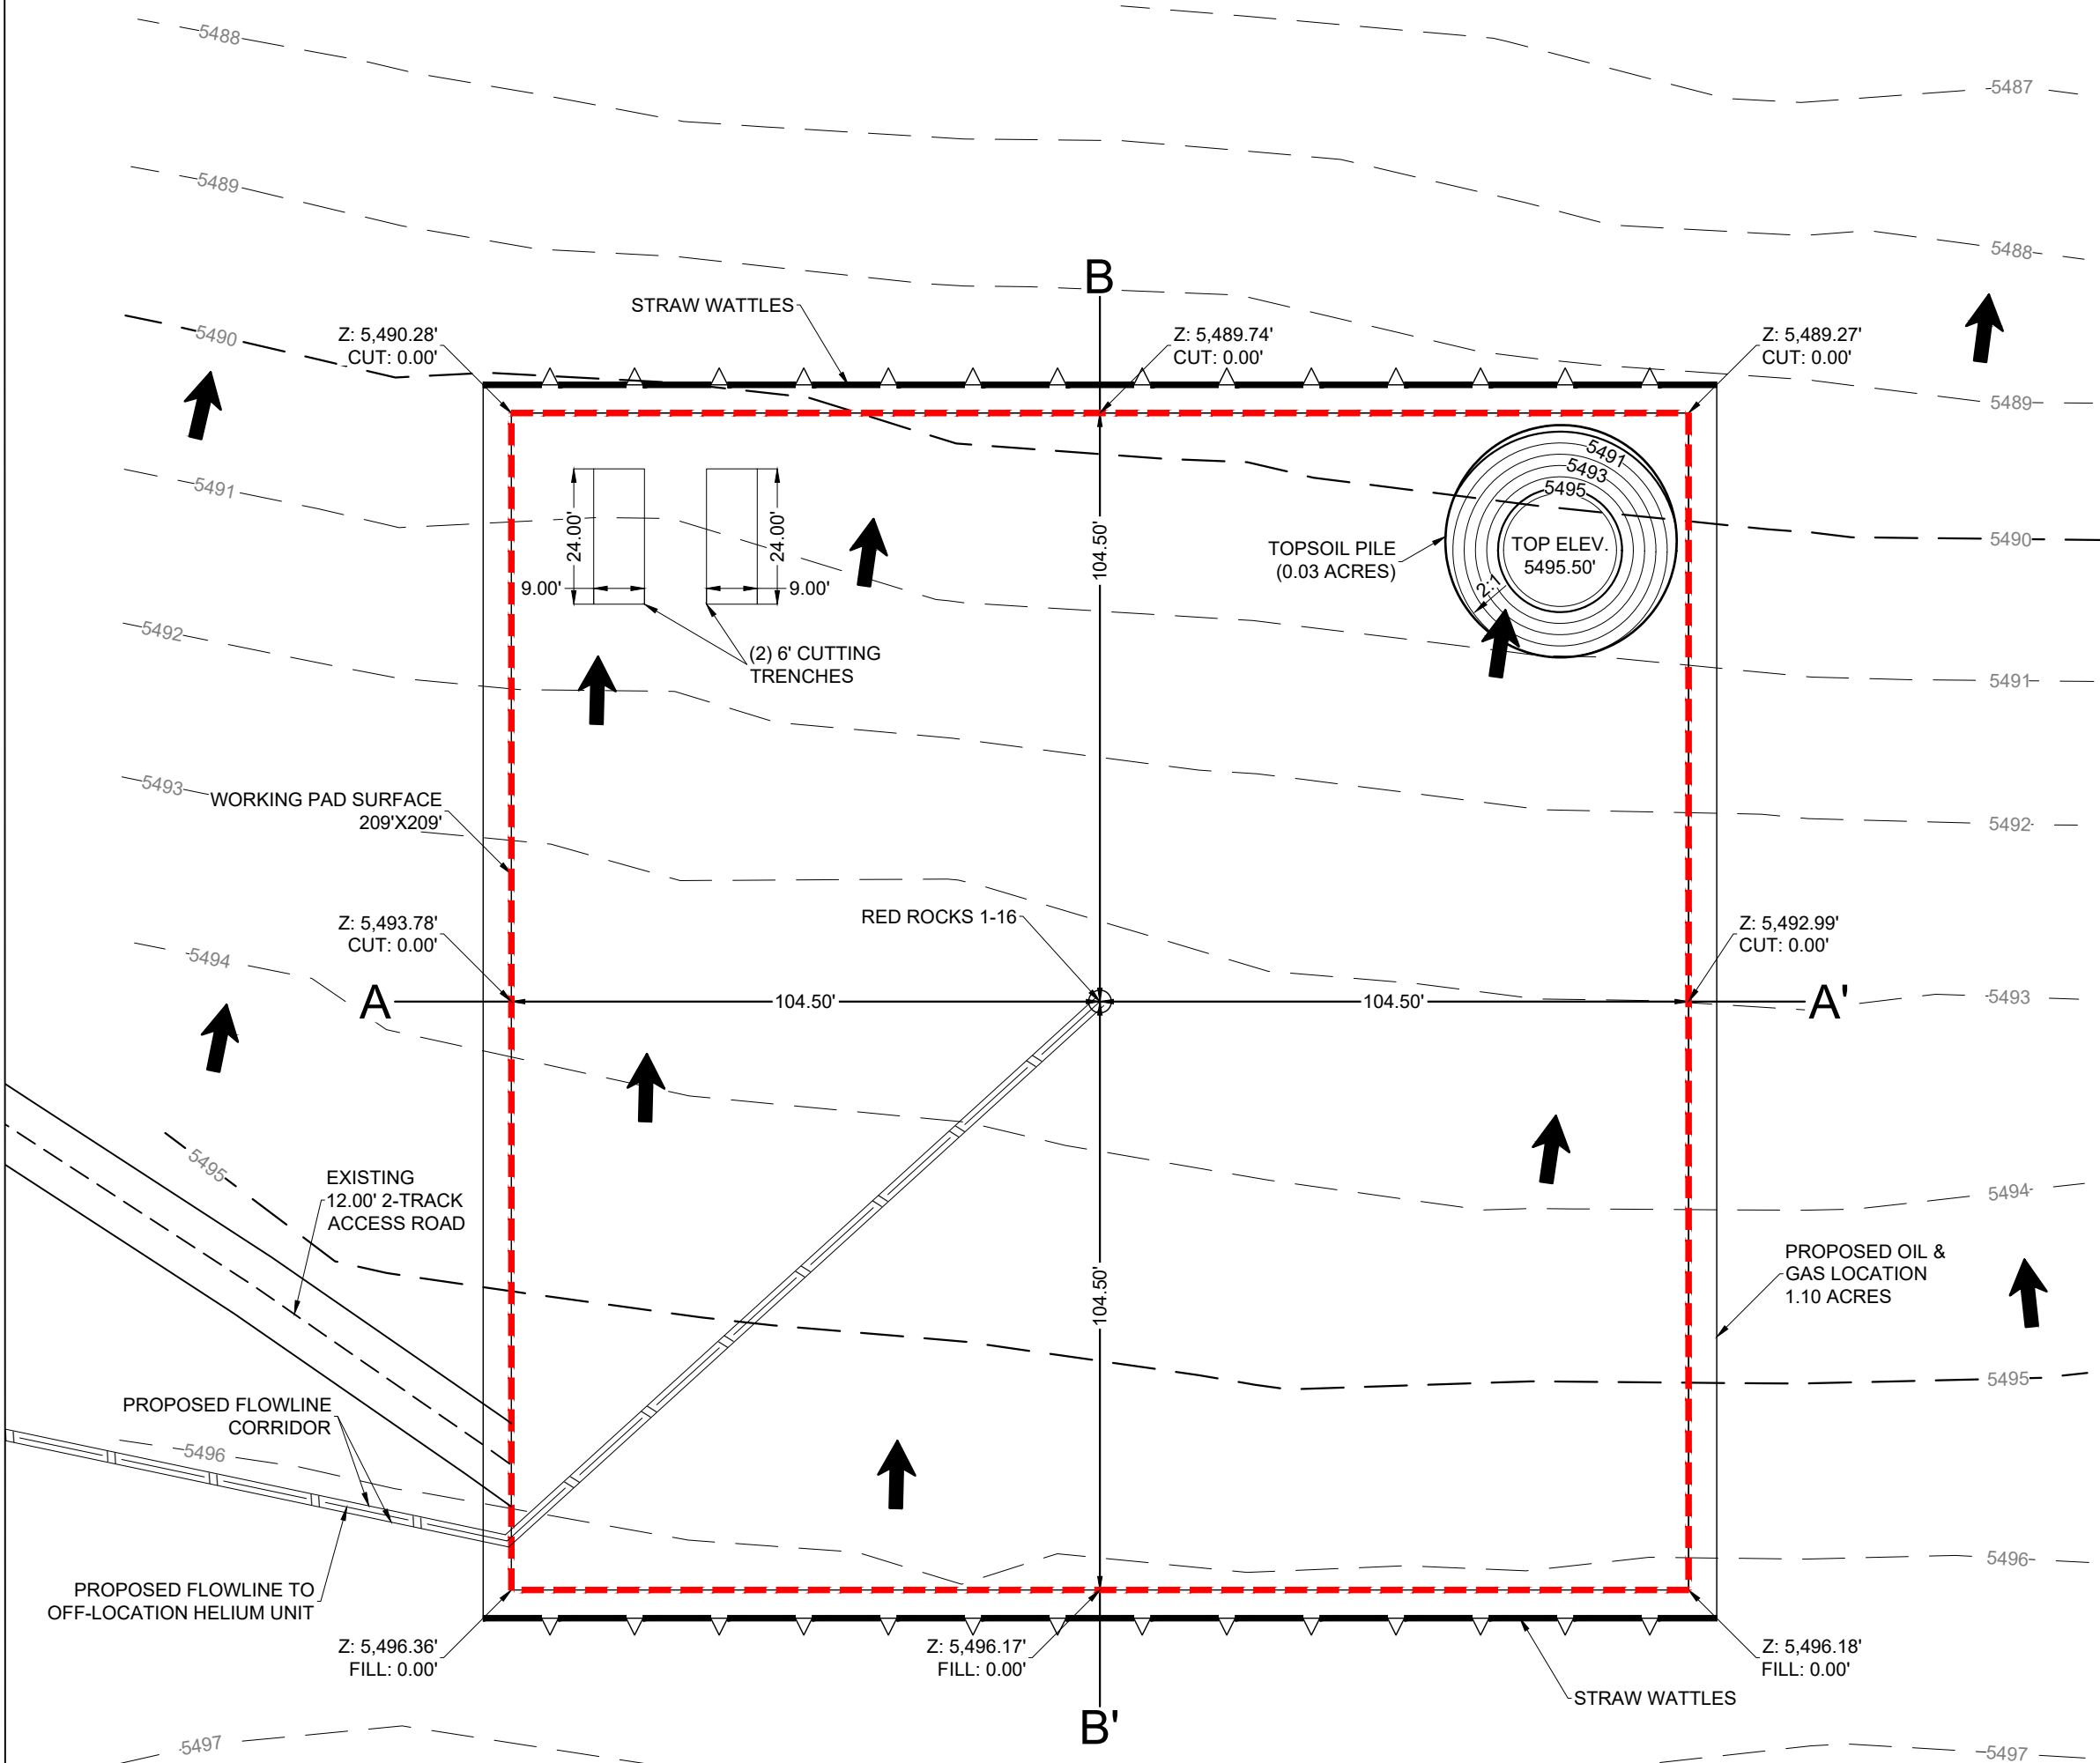 5488
5487
5489
5488
B
STRAW WATTLES
Z: 5,490.28'
CUT: 0.00'
Z: 5,489.74'
CUT: 0.00'
Z: 5,489.27'
CUT: 0.00'
5490
5489
5491
5491
5493
5495
TOP ELEV.
5495.50'
2:1
TOPSOIL PILE
(0.03 ACRES)
5490
24.00'
24.00'
104.50'
9.00'
9.00'
(2) 6' CUTTING
TRENCHES
5492
5491
5493
WORKING PAD SURFACE
209'X209'
5492
Z: 5,493.78'
CUT: 0.00'
RED ROCKS 1-16
Z: 5,492.99'
CUT: 0.00'
5494
A
104.50'
104.50'
A'
5493
5495
EXISTING
12.00' 2-TRACK
ACCESS ROAD
5494
104.50'
PROPOSED OIL &
GAS LOCATION
1.10 ACRES
5495
PROPOSED FLOWLINE
CORRIDOR
5496
5496
PROPOSED FLOWLINE TO
OFF-LOCATION HELIUM UNIT
Z: 5,496.36'
FILL: 0.00'
Z: 5,496.17'
FILL: 0.00'
Z: 5,496.18'
FILL: 0.00'
STRAW WATTLES
B'
5497
5497